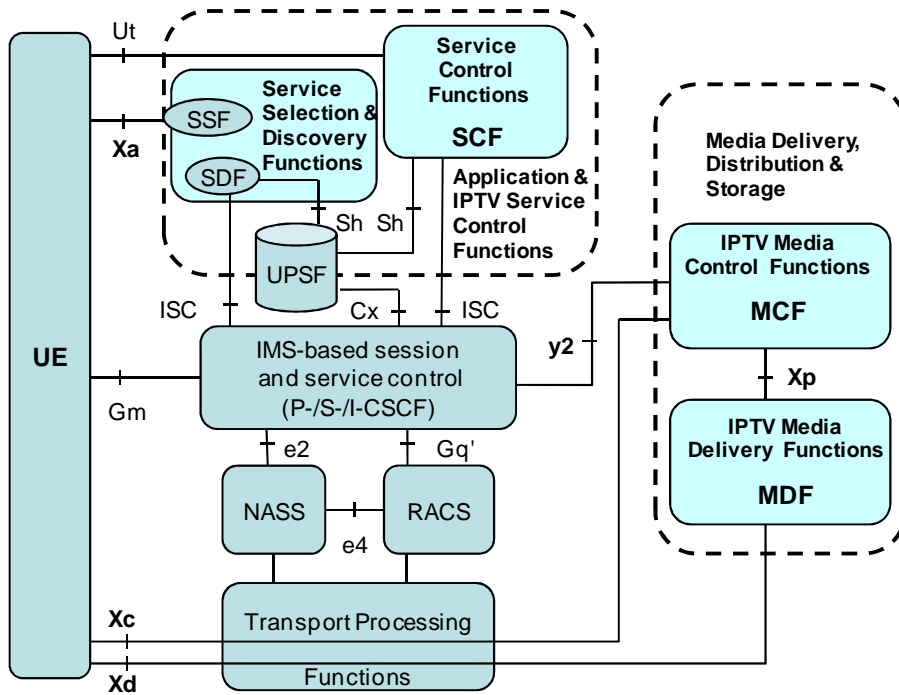 Ut
Service
Control
Functions
SCF
Service
Selection &
Discovery
Functions
SSF
Xa
SDF
Sh
Sh
Application &
IPTV Service
Control
Functions
UPSF
Media Delivery,
Distribution &
Storage
IPTV Media
Control Functions
MCF
ISC
Cx
ISC
UE
IMS-based session
and service control
(P-/S-/I-CSCF)
y2
Gm
Xp
IPTV Media
Delivery Functions
MDF
e2
Gq'
NASS
RACS
e4
Transport Processing
Functions
Xc
Xd